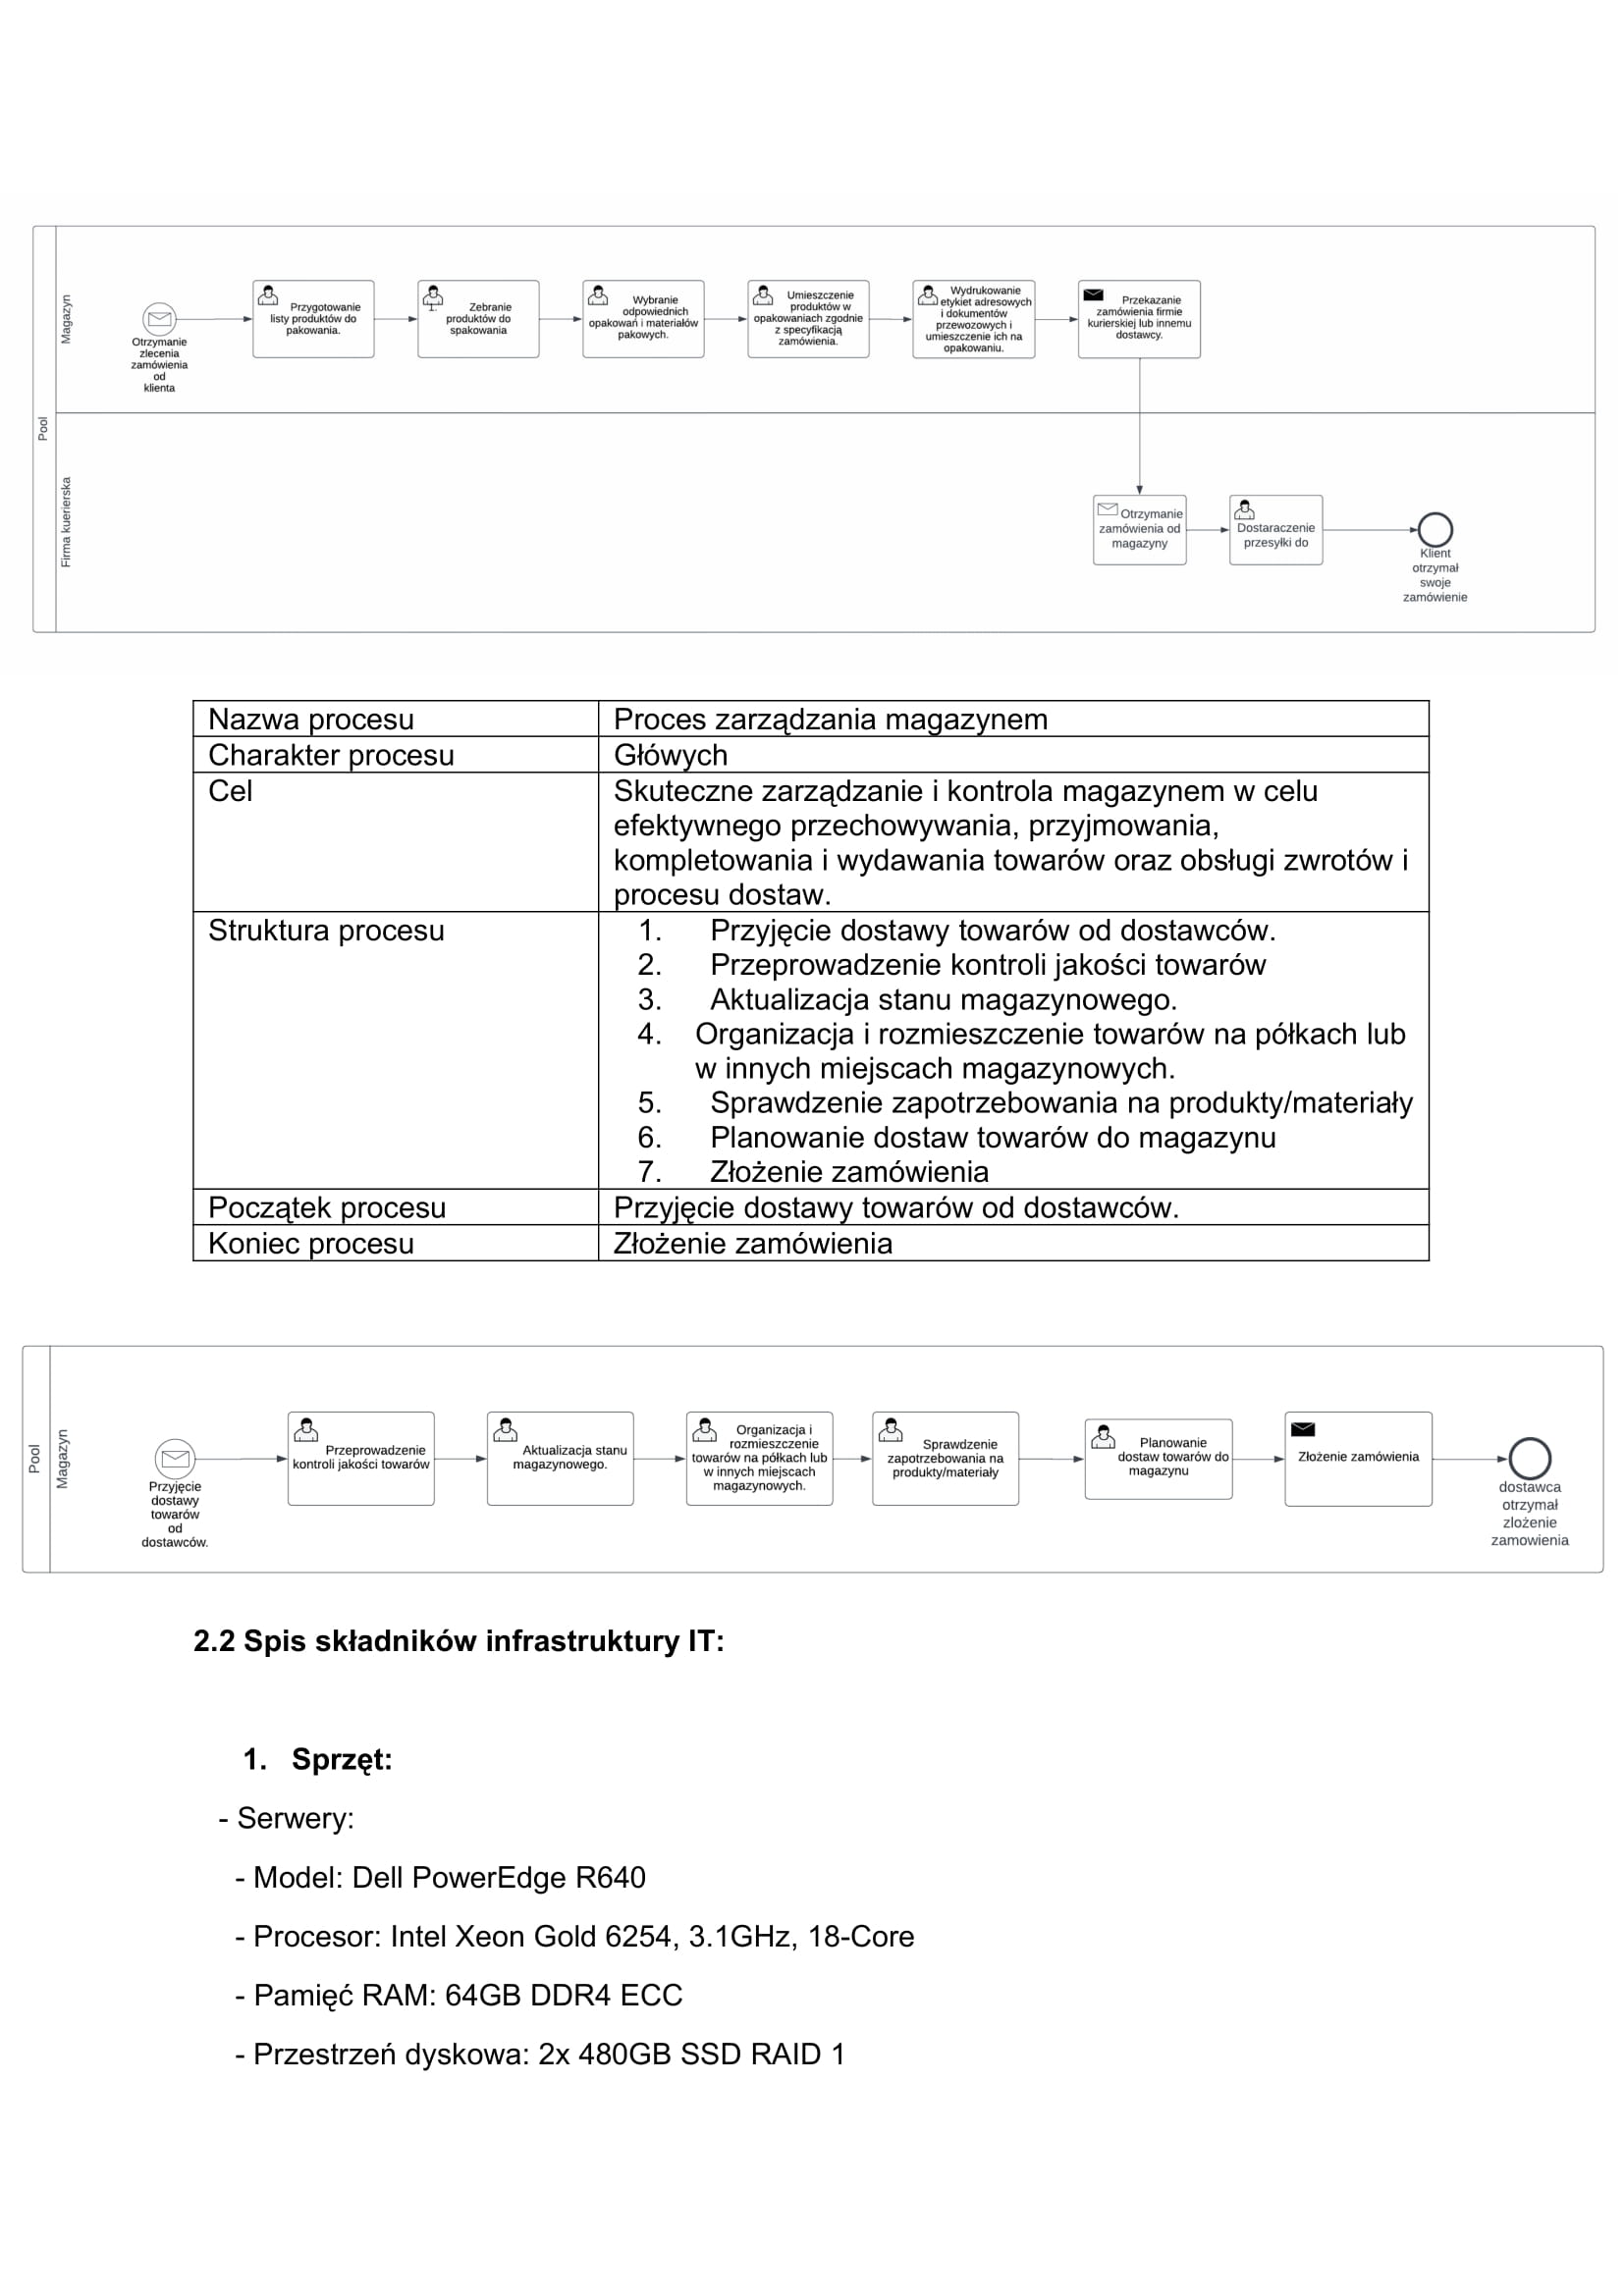 Pool
Magazyn
Otrzymanie
zlecenia
zamówienia
od
klienta
Przygotowanie
listy produktów do
pakowania.
Zebranie
produktów do
spakowania
Wybranie
odpowiednich
opakowań i materiałów
pakowych.
Umieszczenie
produktów w
opakowaniach zgodnie
z specyfikacją
zamówienia.
Wydrukowanie
etykiet adresowych
i dokumentów
przewozowych i
umieszczenie ich na
opakowaniu.
Przekazanie
zamówienia firmie
kurierskiej lub innemu
dostawcy.
Firma kuerierska
Otrzymanie
zamówienia od
magazyny
Dostaraczenie
przesyłki do
Klient
otrzymał
swoje
zamówienie
Nazwa procesu Proces zarządzania magazynem
Charakter procesu Główych
Cel Skuteczne zarządzanie i kontrola magazynem w celu
efektywnego przechowywania, przyjmowania,
kompletowania i wydawania towarów oraz obsługi zwrotów i
procesu dostaw.
Struktura procesu 1. Przyjęcie dostawy towarów od dostawców.
2. Przeprowadzenie kontroli jakości towarów
3. Aktualizacja stanu magazynowego.
4. Organizacja i rozmieszczenie towarów na półkach lub
w innych miejscach magazynowych.
5. Sprawdzenie zapotrzebowania na produkty/materiały
6. Planowanie dostaw towarów do magazynu
7. Złożenie zamówienia
Początek procesu Przyjęcie dostawy towarów od dostawców.
Koniec procesu Złożenie zamówienia
Pool
Magazyn
Przyjęcie
dostawy
towarów
od
dostawców.
Przeprowadzenie
kontroli jakości towarów
Aktualizacja stanu
magazynowego.
Organizacja i
rozmieszczenie
towarów na półkach lub
w innych miejscach
magazynowych.
Sprawdzenie
zapotrzebowania na
produkty/materiały
Planowanie
dostaw towarów do
magazynu
Złożenie zamówienia
dostawca
otrzymał
zlożenie
zamowienia
2.2 Spis składników infrastruktury IT:
1. Sprzęt:
- Serwery:
- Model: Dell PowerEdge R640
- Procesor: Intel Xeon Gold 6254, 3.1GHz, 18-Core
- Pamięć RAM: 64GB DDR4 ECC
- Przestrzeń dyskowa: 2x 480GB SSD RAID 1